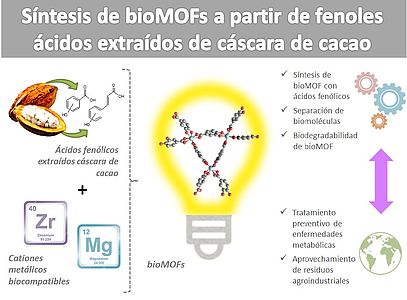 Síntesis de bioMOFs a partir de fenoles
ácidos extraídos de cáscara de cacao
Ácidos fenólicos
extraídos cáscara de
cacao
+
40
Zr
Zirconium
91.224
12
Mg
Magnesium
24.305
Cationes
metálicos
biocompatibles
bioMOFs
✓ Síntesis de
bioMOF con
ácidos fenólicos
✓ Separación de
biomoléculas
✓ Biodegradabilidad
de bioMOF
✓ Tratamiento
preventivo de
enfermedades
metabólicas
✓ Aprovechamiento
de residuos
agroindustriales